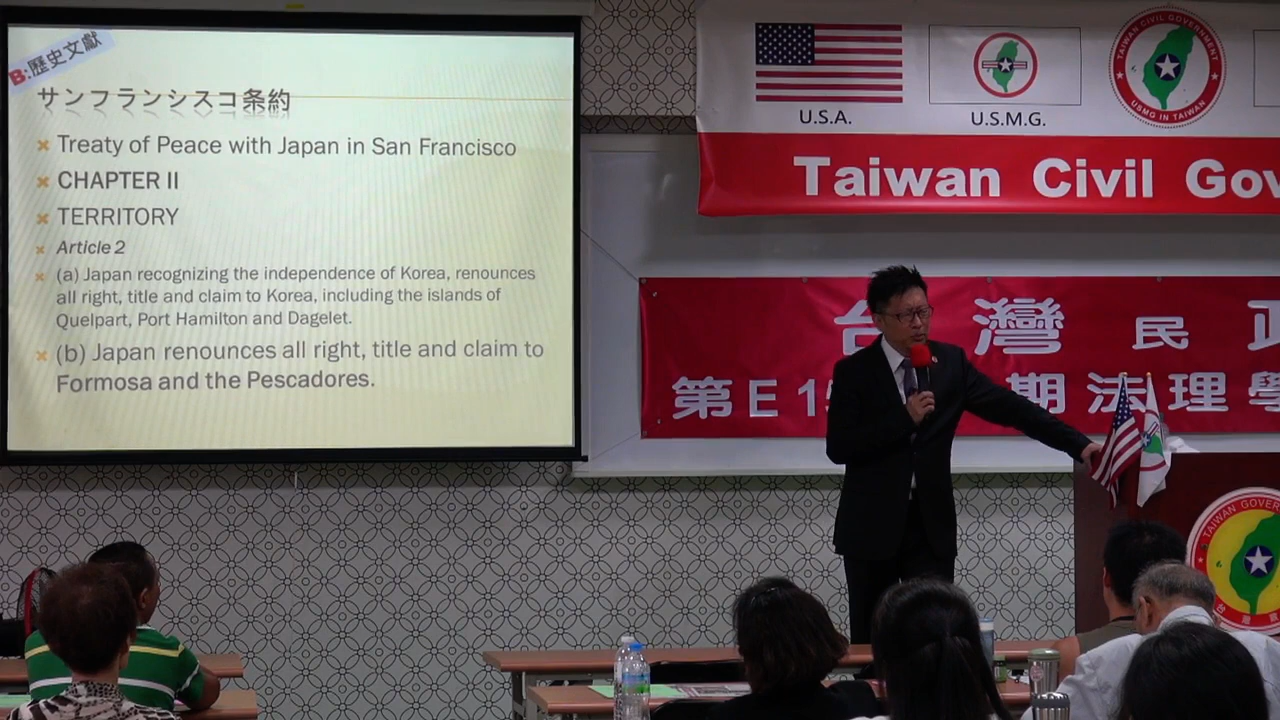 B:歷史文獻
サンフランシスコ条約
Treaty of Peace with Japan in San Francisco
CHAPTER II
TERRITORY
Article 2
(a) Japan recognizing the independence of Korea, renounces
all right, title and claim to Korea, including the islands of
Quelpart, Port Hamilton and Dagelet.
(b) Japan renounces all right, title and claim to
Formosa and the Pescadores.
U.S.A.
U.S.M.G.
TAIWAN CIVIL GOVERNMENT
USMG IN TAIWAN
Taiwan Civil Gov
台灣民政
第E 15 期法理學
TAIWAN GOVER